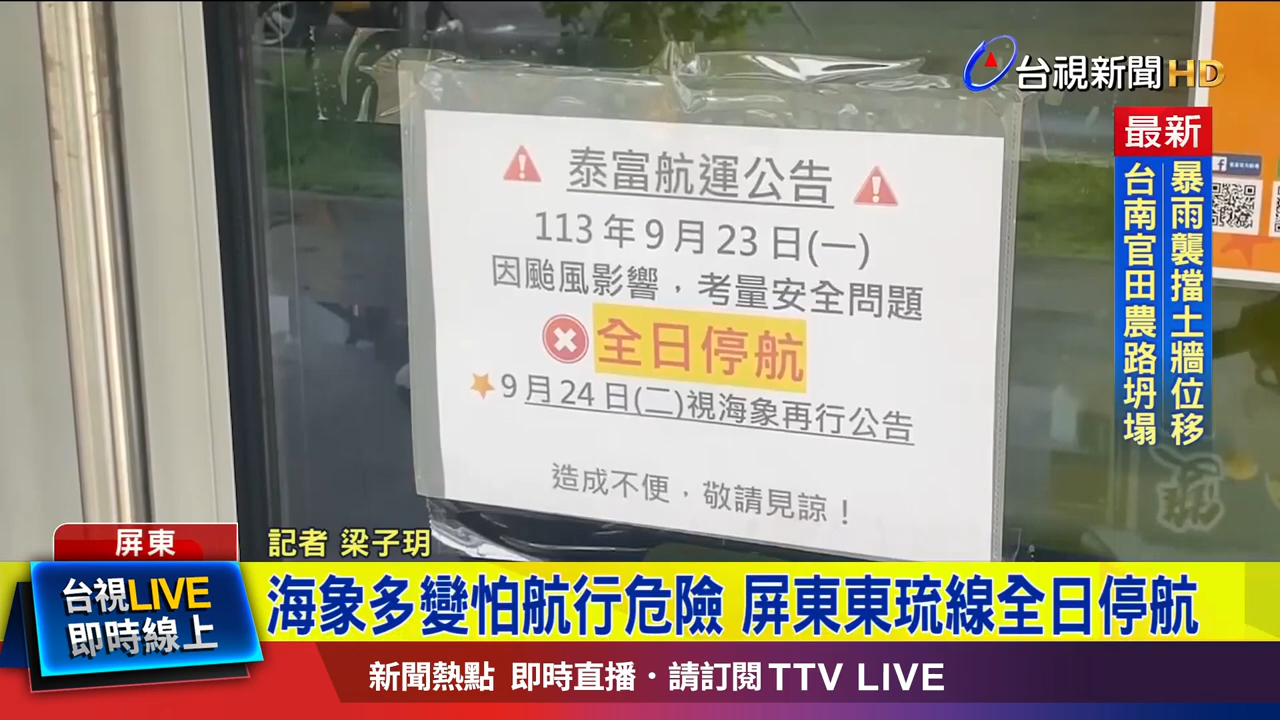 台視新聞HD
最新
暴雨襲擋土牆位移
台南官田農路坍塌
泰富航運公告
113年9月23日(一)
因颱風影響，考量安全問題
全日停航
9月24日(二)視海象再行公告
造成不便，敬請見諒！
屏東
記者 梁子玥
台視LIVE
即時線上
海象多變怕航行危險 屏東東琉線全日停航
新聞熱點 即時直播・請訂閱TTV LIVE